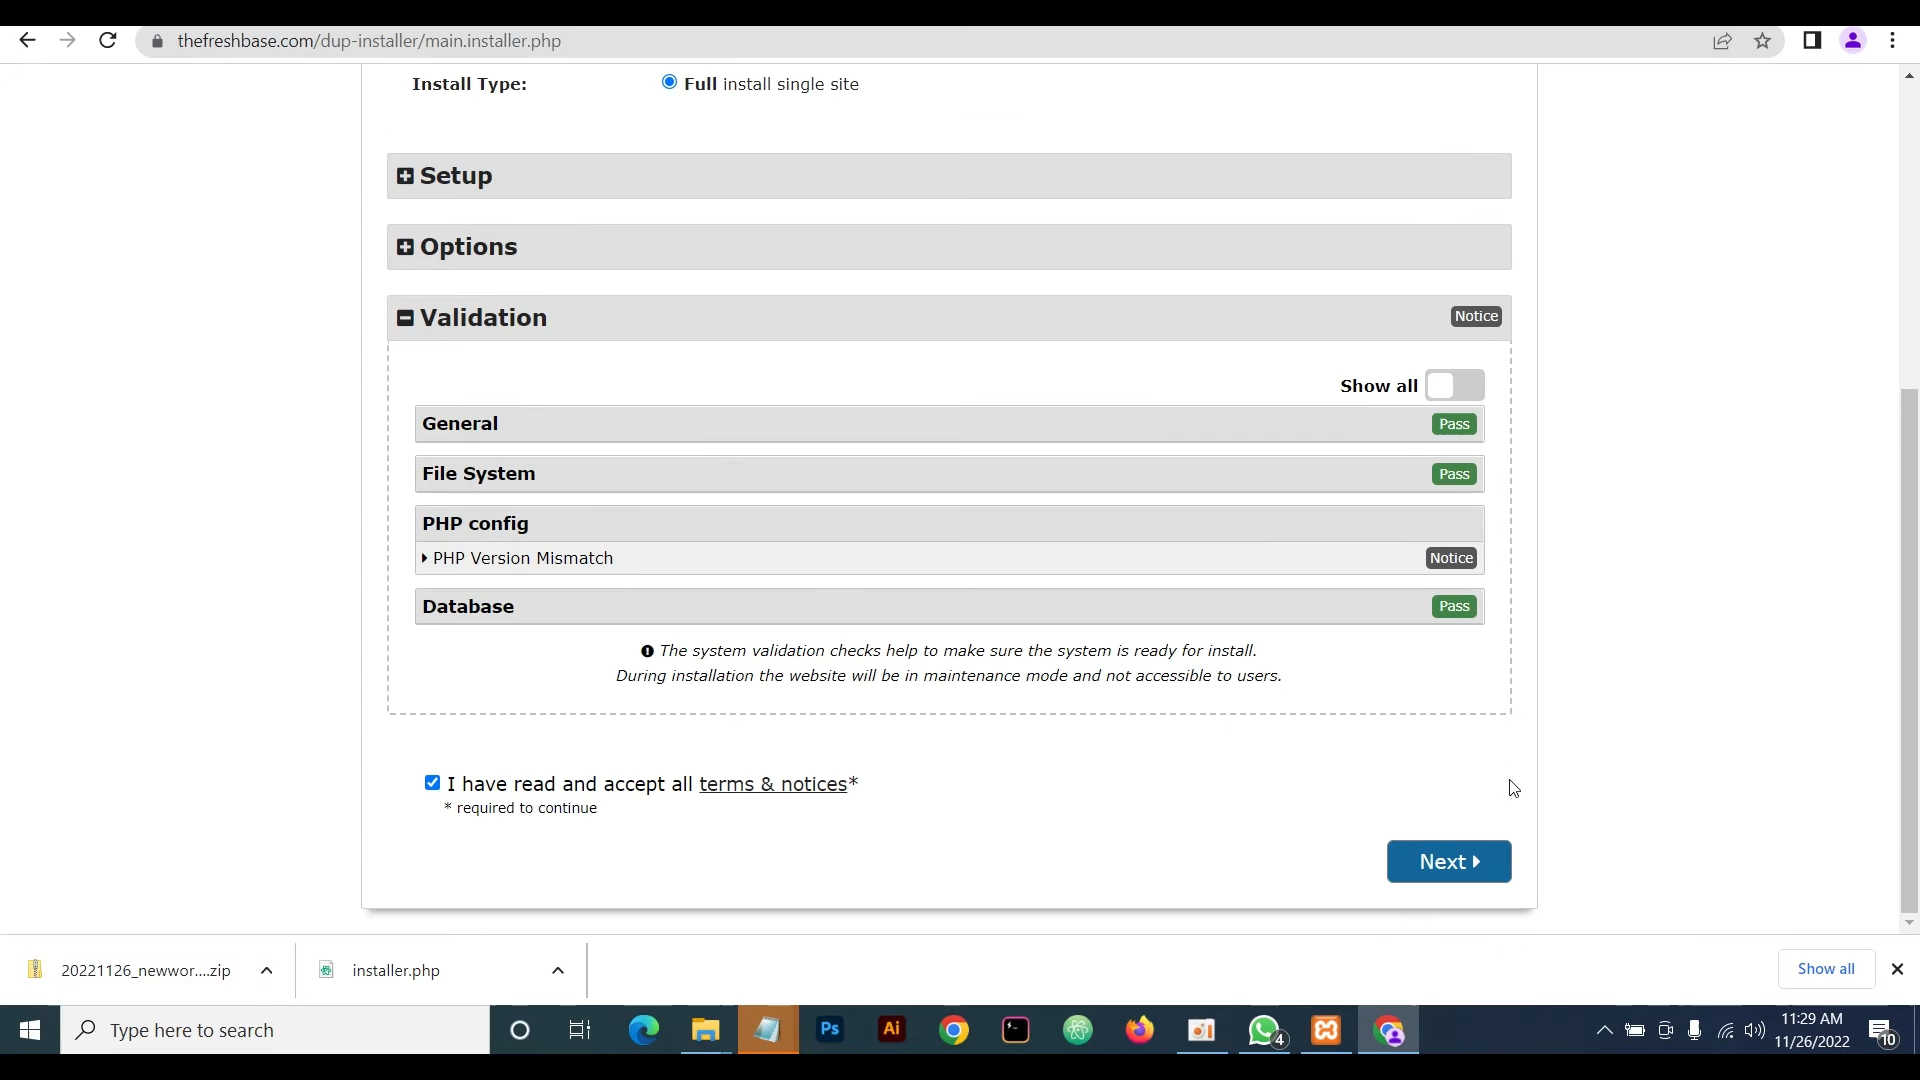 thefreshbase.com/dup-installer/main.installer.php
Install Type: Full install single site
Setup
Options
Validation Notice
Show all
General Pass
File System Pass
PHP config
PHP Version Mismatch Notice
Database Pass
The system validation checks help to make sure the system is ready for install.
During installation the website will be in maintenance mode and not accessible to users.
I have read and accept all terms & notices*
* required to continue
Next
20221126_newwor....zip installer.php Show all
Type here to search
Ps
Ai
4
11:29 AM
11/26/2022
10